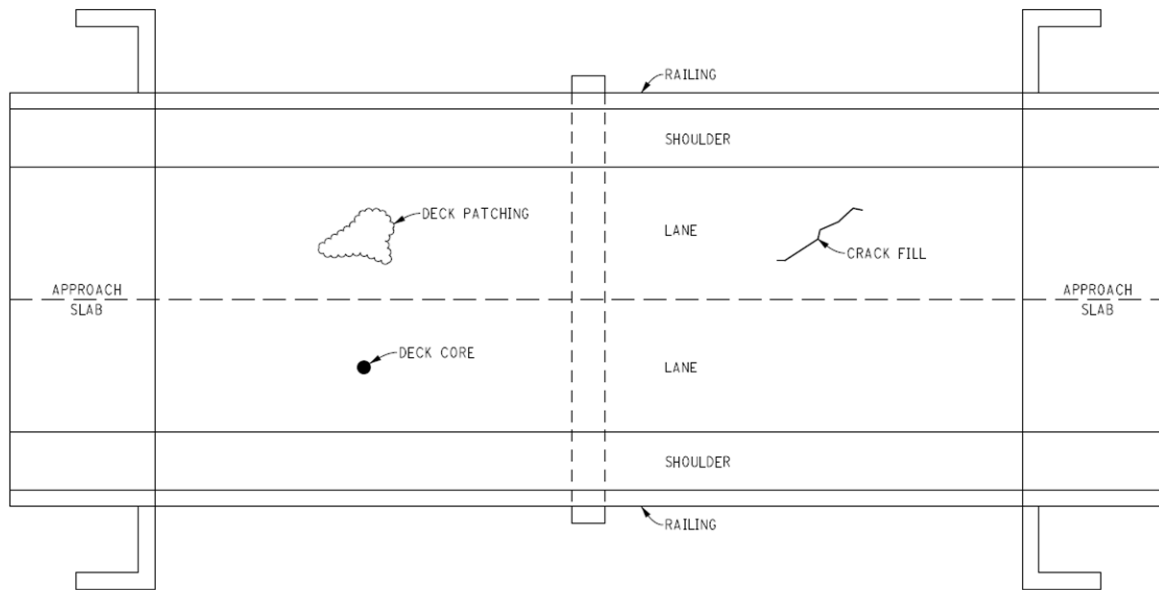 RAILING
SHOULDER
DECK PATCHING
LANE
CRACK FILL
APPROACH
SLAB
APPROACH
SLAB
DECK CORE
LANE
SHOULDER
RAILING